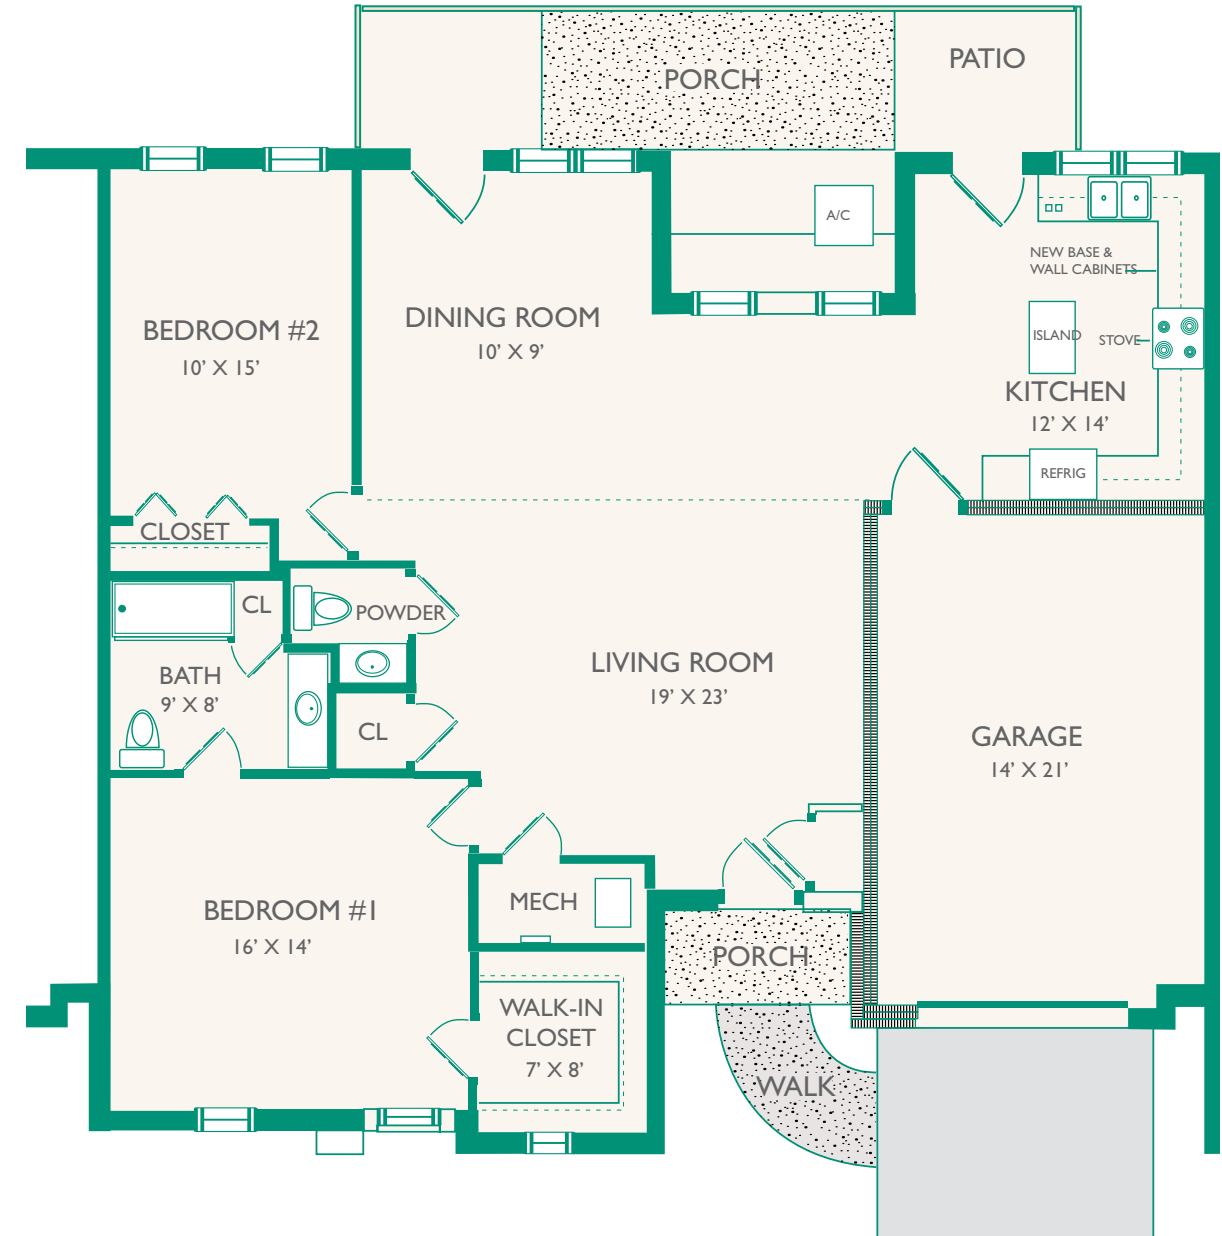 PORCH
PATIO
A/C
NEW BASE &
WALL CABINETS
BEDROOM #2
10’ X 15’
DINING ROOM
10’ X 9’
ISLAND
STOVE
KITCHEN
12’ X 14’
REFRIG
CLOSET
CL
POWDER
BATH
9’ X 8’
LIVING ROOM
19’ X 23’
CL
GARAGE
14’ X 21’
BEDROOM #1
16’ X 14’
MECH
PORCH
WALK-IN
CLOSET
7’ X 8’
WALK